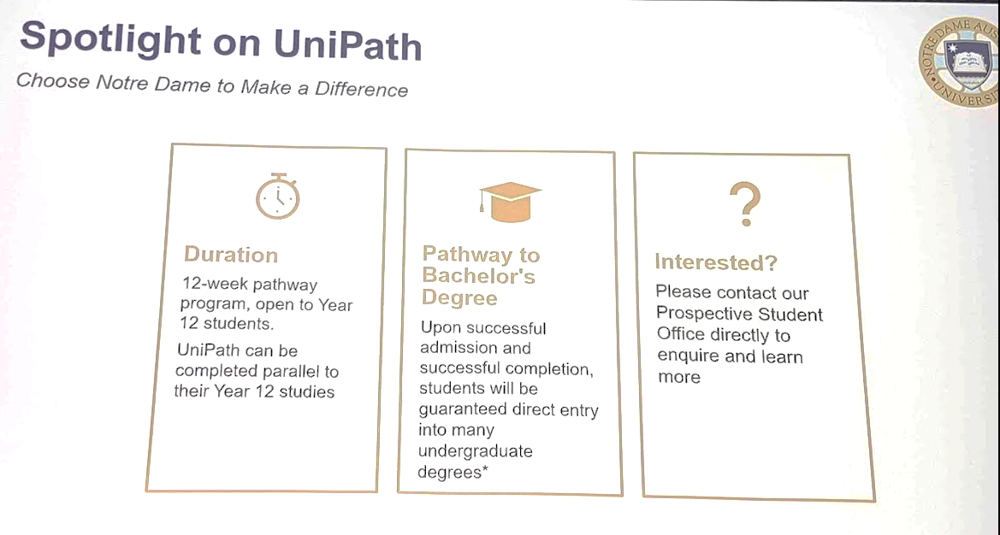 Spotlight on UniPath
Choose Notre Dame to Make a Difference
NOTRE DAME AUS
UNIVERSI
Duration
12-week pathway
program, open to Year
12 students.
UniPath can be
completed parallel to
their Year 12 studies
Pathway to
Bachelor's
Degree
Upon successful
admission and
successful completion,
students will be
guaranteed direct entry
into many
undergraduate
degrees*
Interested?
Please contact our
Prospective Student
Office directly to
enquire and learn
more